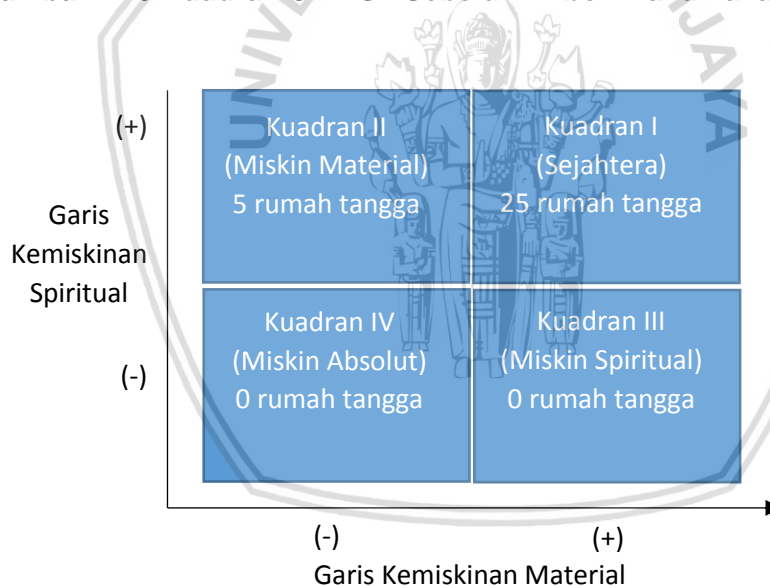 (+)
Kuadran II
(Miskin Material)
5 rumah tangga
Kuadran I
(Sejahtera)
25 rumah tangga
Garis
Kemiskinan
Spiritual
Kuadran IV
(Miskin Absolut)
0 rumah tangga
Kuadran III
(Miskin Spiritual)
0 rumah tangga
(-)
(-)
(+)
Garis Kemiskinan Material